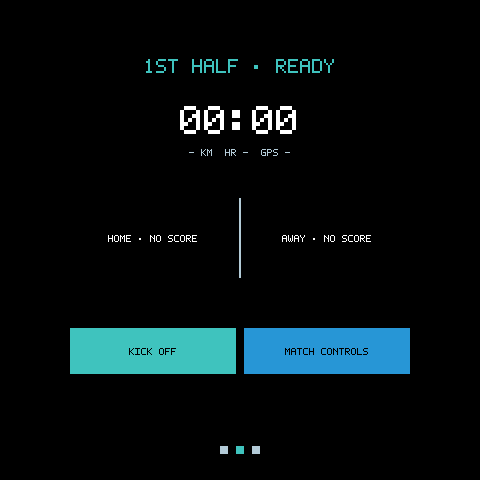 1ST HALF · READY
00:00
– KM HR – GPS –
HOME · NO SCORE AWAY · NO SCORE
KICK OFF MATCH CONTROLS